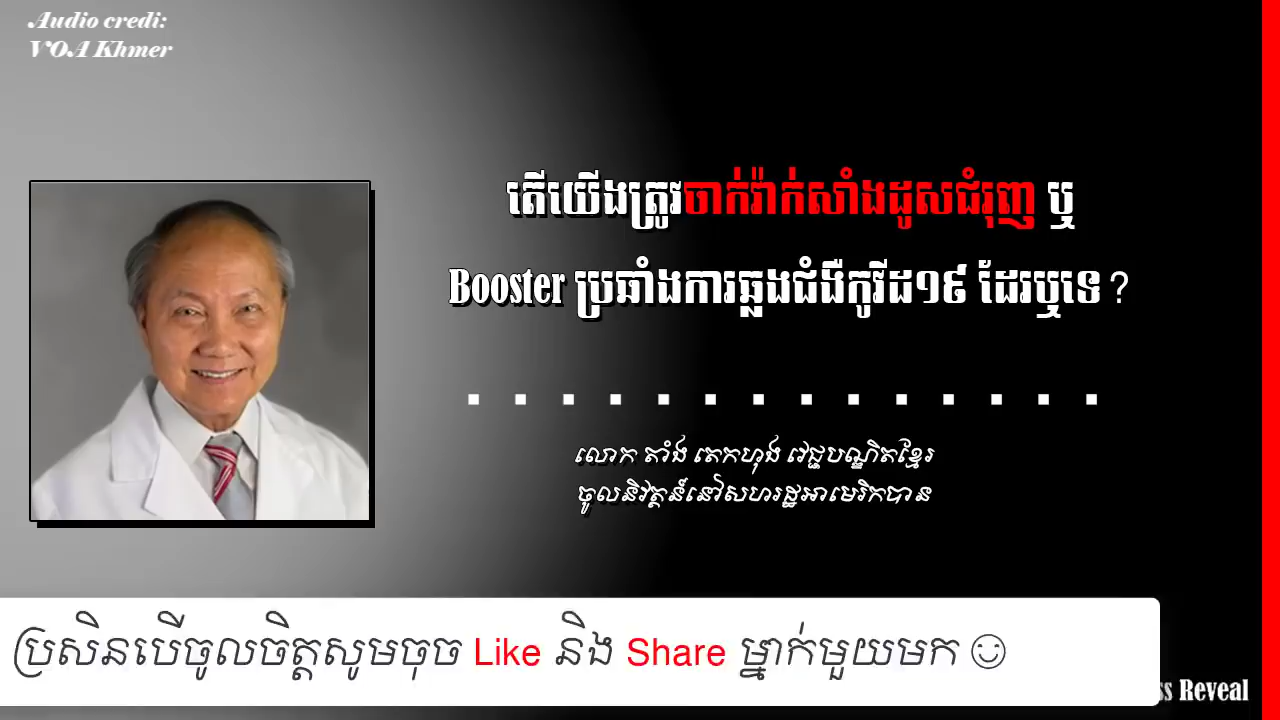 Audio credi:
VOA Khmer
តើយើងត្រូវចាក់វ៉ាក់សាំងដូសជំរុញ ឬ
Booster ប្រឆាំងការឆ្លងជំងឺកូវីដ១៩ ដែរឬទេ?
លោក តាំង តេកហុង វេជ្ជបណ្ឌិតខ្មែរ
ចូលនិវត្តន៍នៅសហរដ្ឋអាមេរិកបាន
ប្រសិនបើចូលចិត្តសូមចុច Like និង Share ម្នាក់មួយមក ☺
Reveal